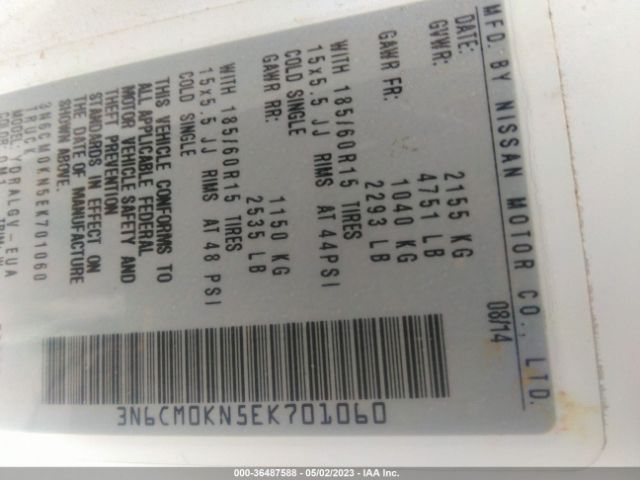 MFD. BY NISSAN MOTOR CO., LTD.
DATE: 08/14
GVWR: 2155 KG
4751 LB
GAWR FR: 1040 KG
2293 LB
WITH 185/60R15 TIRES
15x5.5 JJ RIMS AT 44PSI
COLD SINGLE
GAWR RR: 1150 KG
2535 LB
WITH 185/60R15 TIRES
15x5.5 JJ RIMS AT 48 PSI
COLD SINGLE
THIS VEHICLE CONFORMS TO
ALL APPLICABLE FEDERAL
MOTOR VEHICLE SAFETY AND
THEFT PREVENTION
STANDARDS IN EFFECT ON
THE DATE OF MANUFACTURE
SHOWN ABOVE.
3N6CM0KN5EK701060
3N6CM0KN5EK701060
TRUCK
YDRALGV-EUA
000-36487588 - 05/02/2023 - IAA Inc.